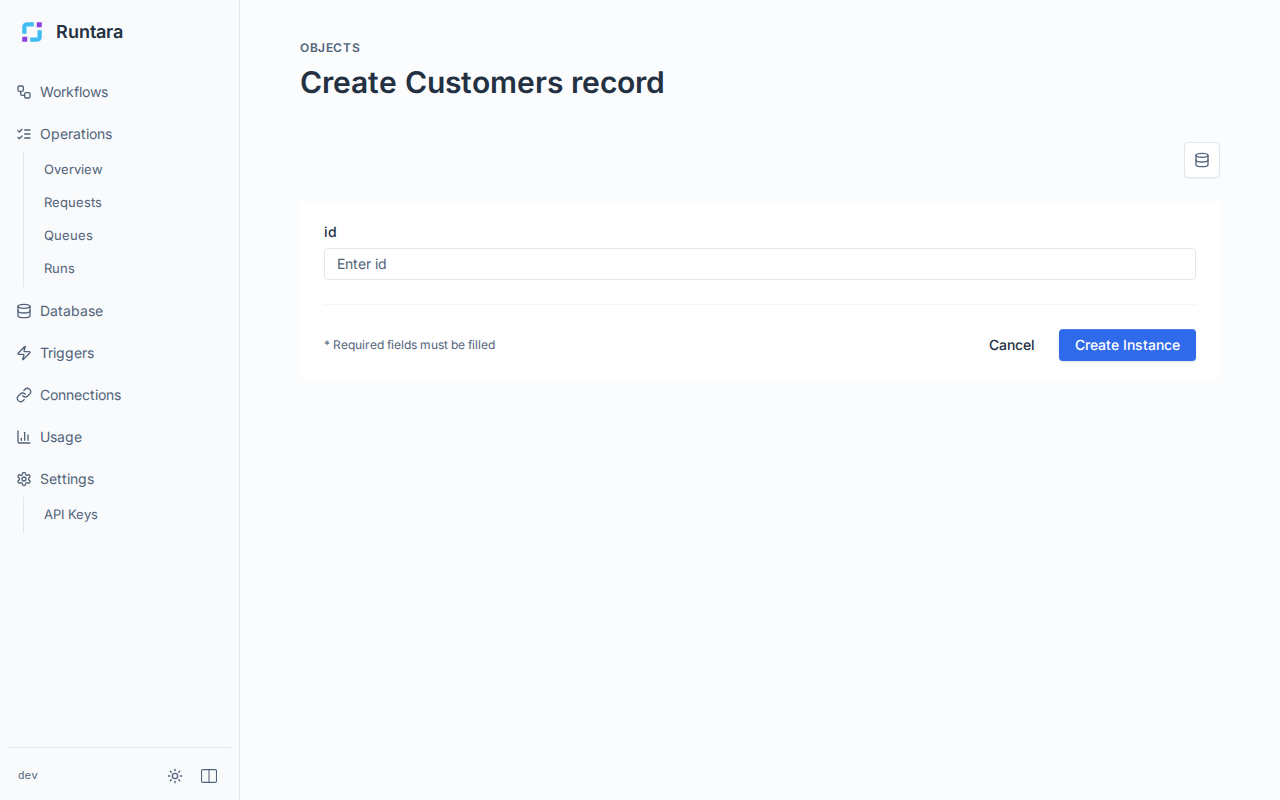 Runtara
Workflows
Operations
Overview
Requests
Queues
Runs
Database
Triggers
Connections
Usage
Settings
API Keys
dev
OBJECTS
Create Customers record
id
Enter id
* Required fields must be filled
Cancel
Create Instance